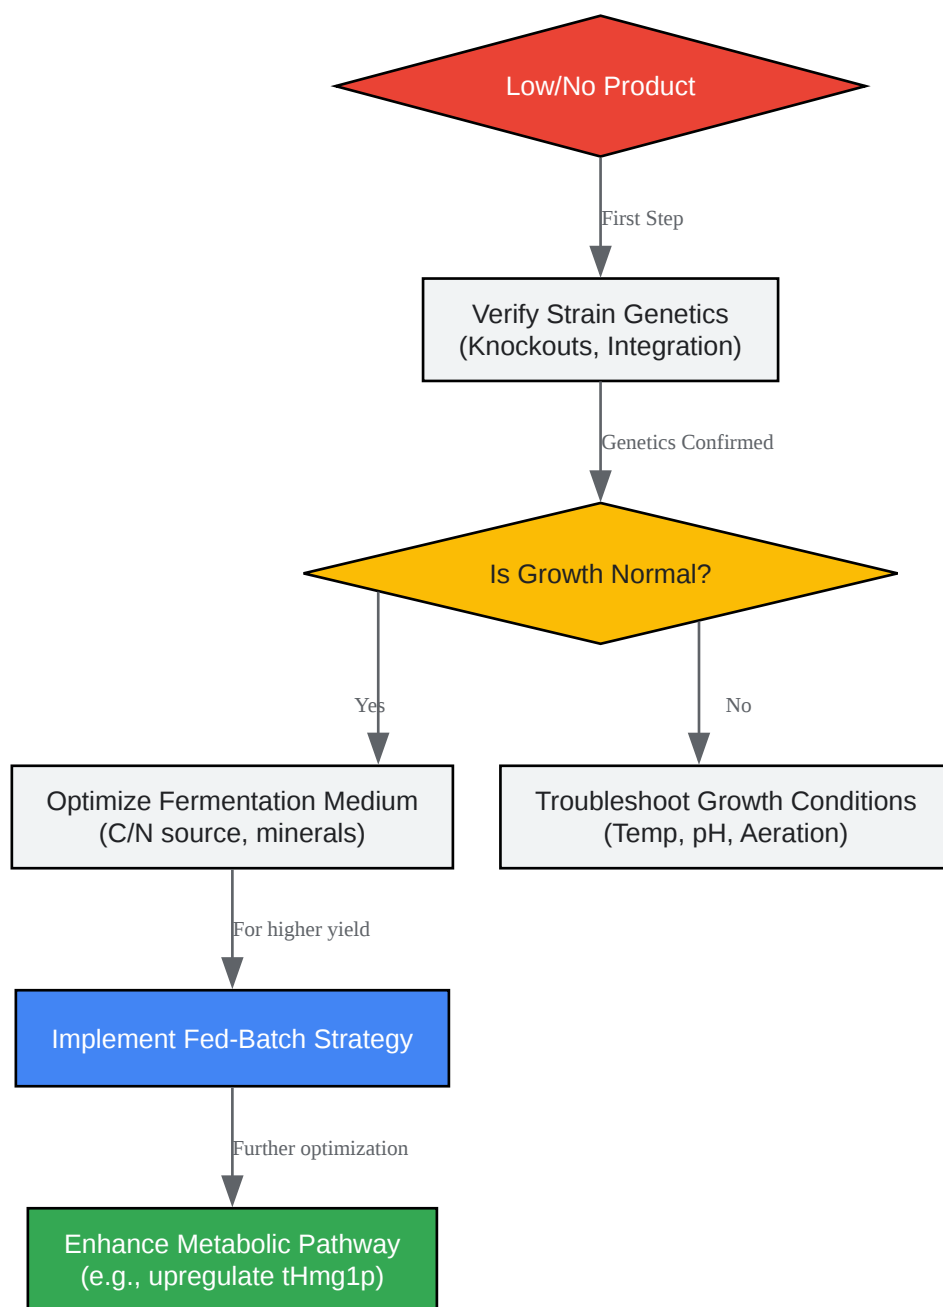 Low/No Product
First Step
Verify Strain Genetics
(Knockouts, Integration)
Genetics Confirmed
Is Growth Normal?
Yes
No
Optimize Fermentation Medium
(C/N source, minerals)
Troubleshoot Growth Conditions
(Temp, pH, Aeration)
For higher yield
Implement Fed-Batch Strategy
Further optimization
Enhance Metabolic Pathway
(e.g., upregulate tHmg1p)